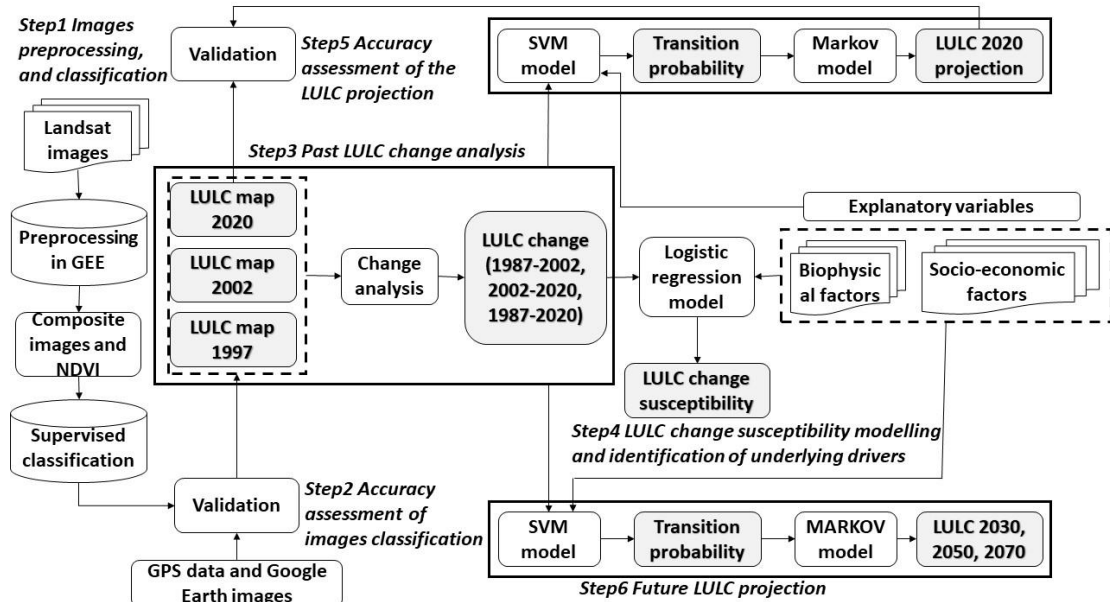 Step1 Images
preprocessing,
and classification
Landsat
images
Preprocessing
in GEE
Composite
images and
NDVI
Supervised
classification
Validation
Step5 Accuracy
assessment of the
LULC projection
SVM
model
Transition
probability
Markov
model
LULC 2020
projection
Step3 Past LULC change analysis
LULC map
2020
LULC map
2002
LULC map
1997
Change
analysis
LULC change
(1987-2002,
2002-2020,
1987-2020)
Logistic
regression
model
Explanatory variables
Biophysic
al factors
Socio-economic
factors
LULC change
susceptibility
Step4 LULC change susceptibility modelling
and identification of underlying drivers
Validation
Step2 Accuracy
assessment of
images classification
GPS data and Google
Earth images
SVM
model
Transition
probability
MARKOV
model
LULC 2030,
2050, 2070
Step6 Future LULC projection